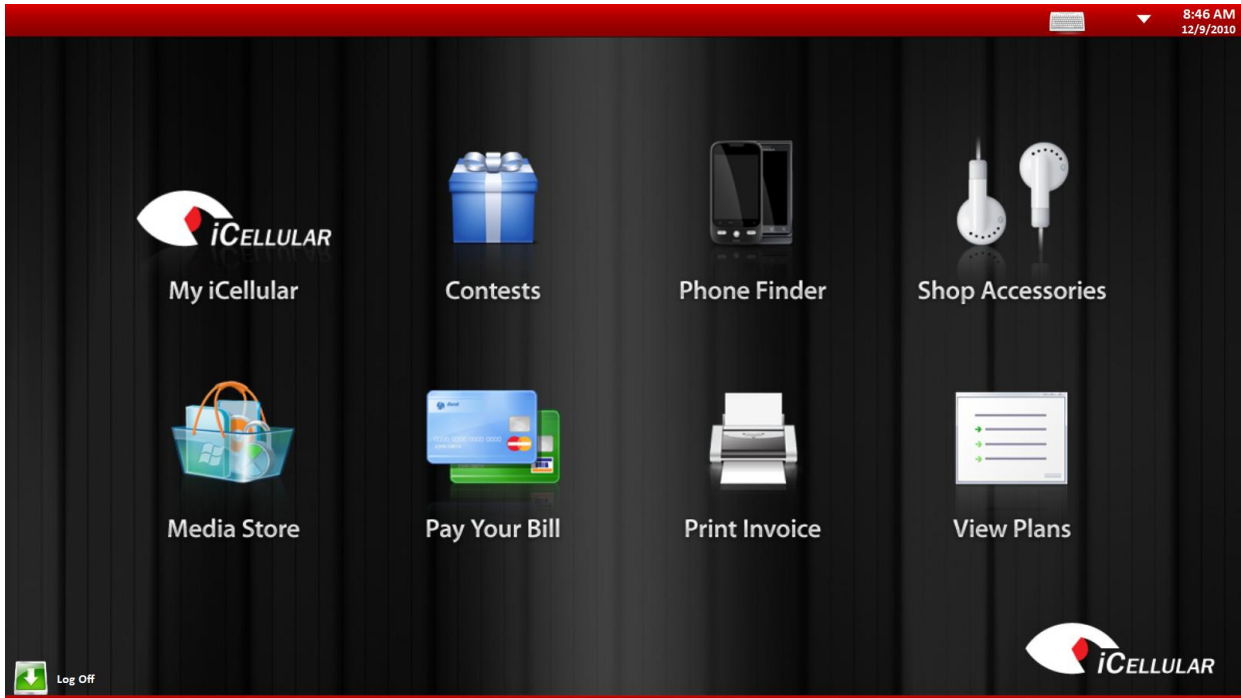 8:46 AM
12/9/2010
iCELLULAR
My iCellular
Contests
Phone Finder
Shop Accessories
Media Store
Pay Your Bill
Print Invoice
View Plans
Log Off
iCELLULAR